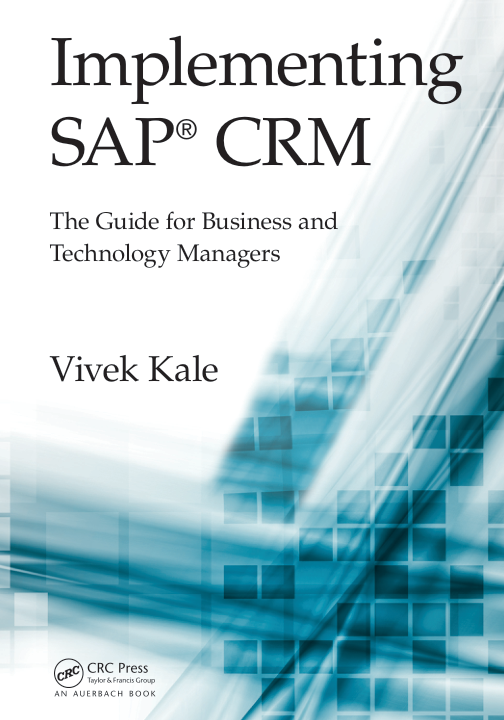 Implementing
SAP® CRM
The Guide for Business and
Technology Managers
Vivek Kale
CRC
CRC Press
Taylor & Francis Group
AN AUERBACH BOOK